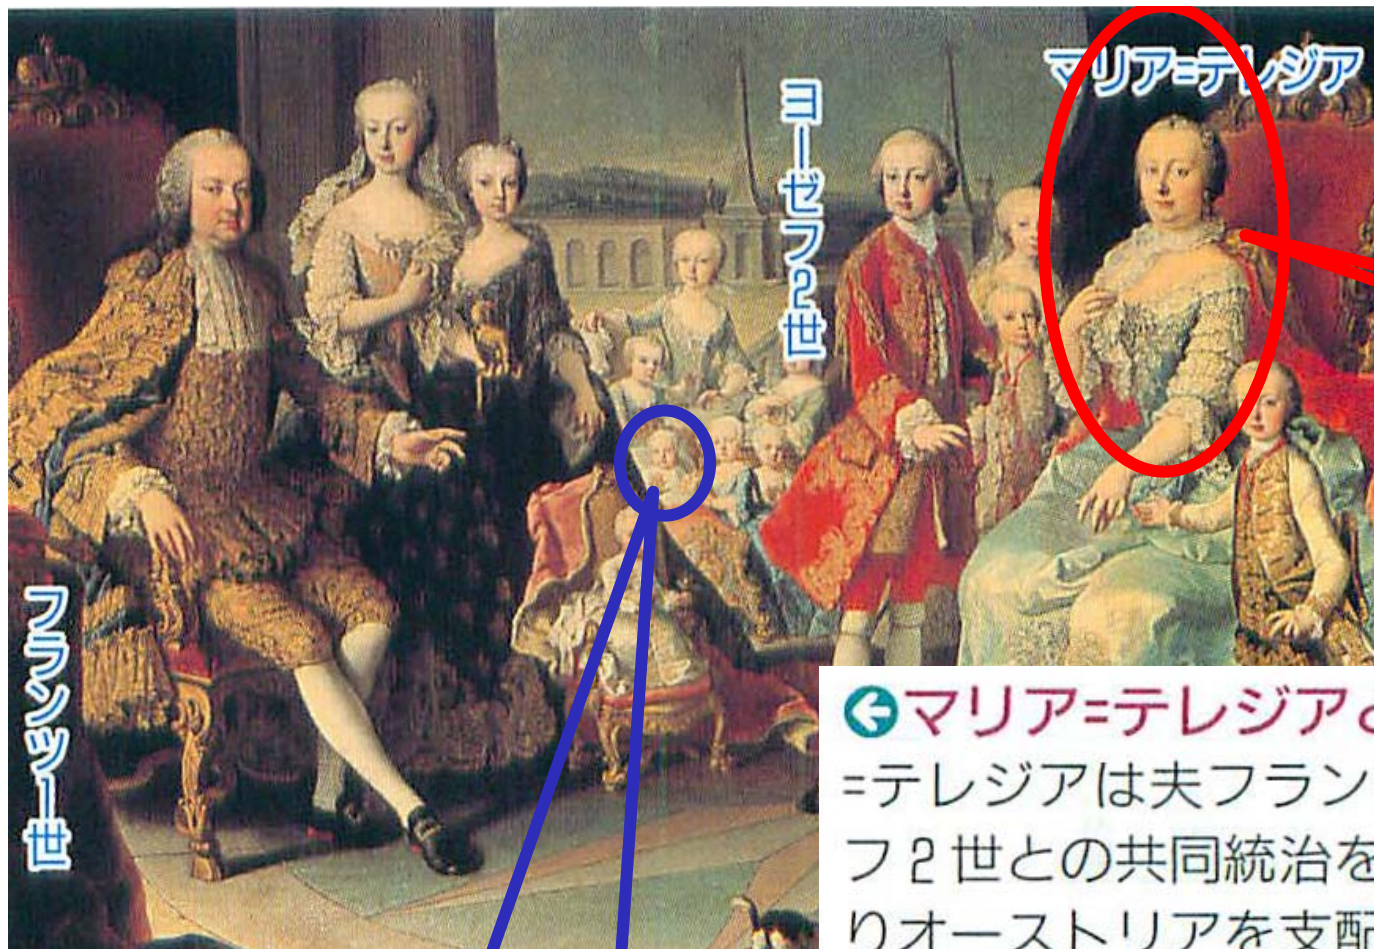 マリア=テレジア
ヨーゼフ2世
フランツ一世
マリア=テレジア
=テレジアは夫フラン
フ2世との共同統治を
りオーストリアを支配